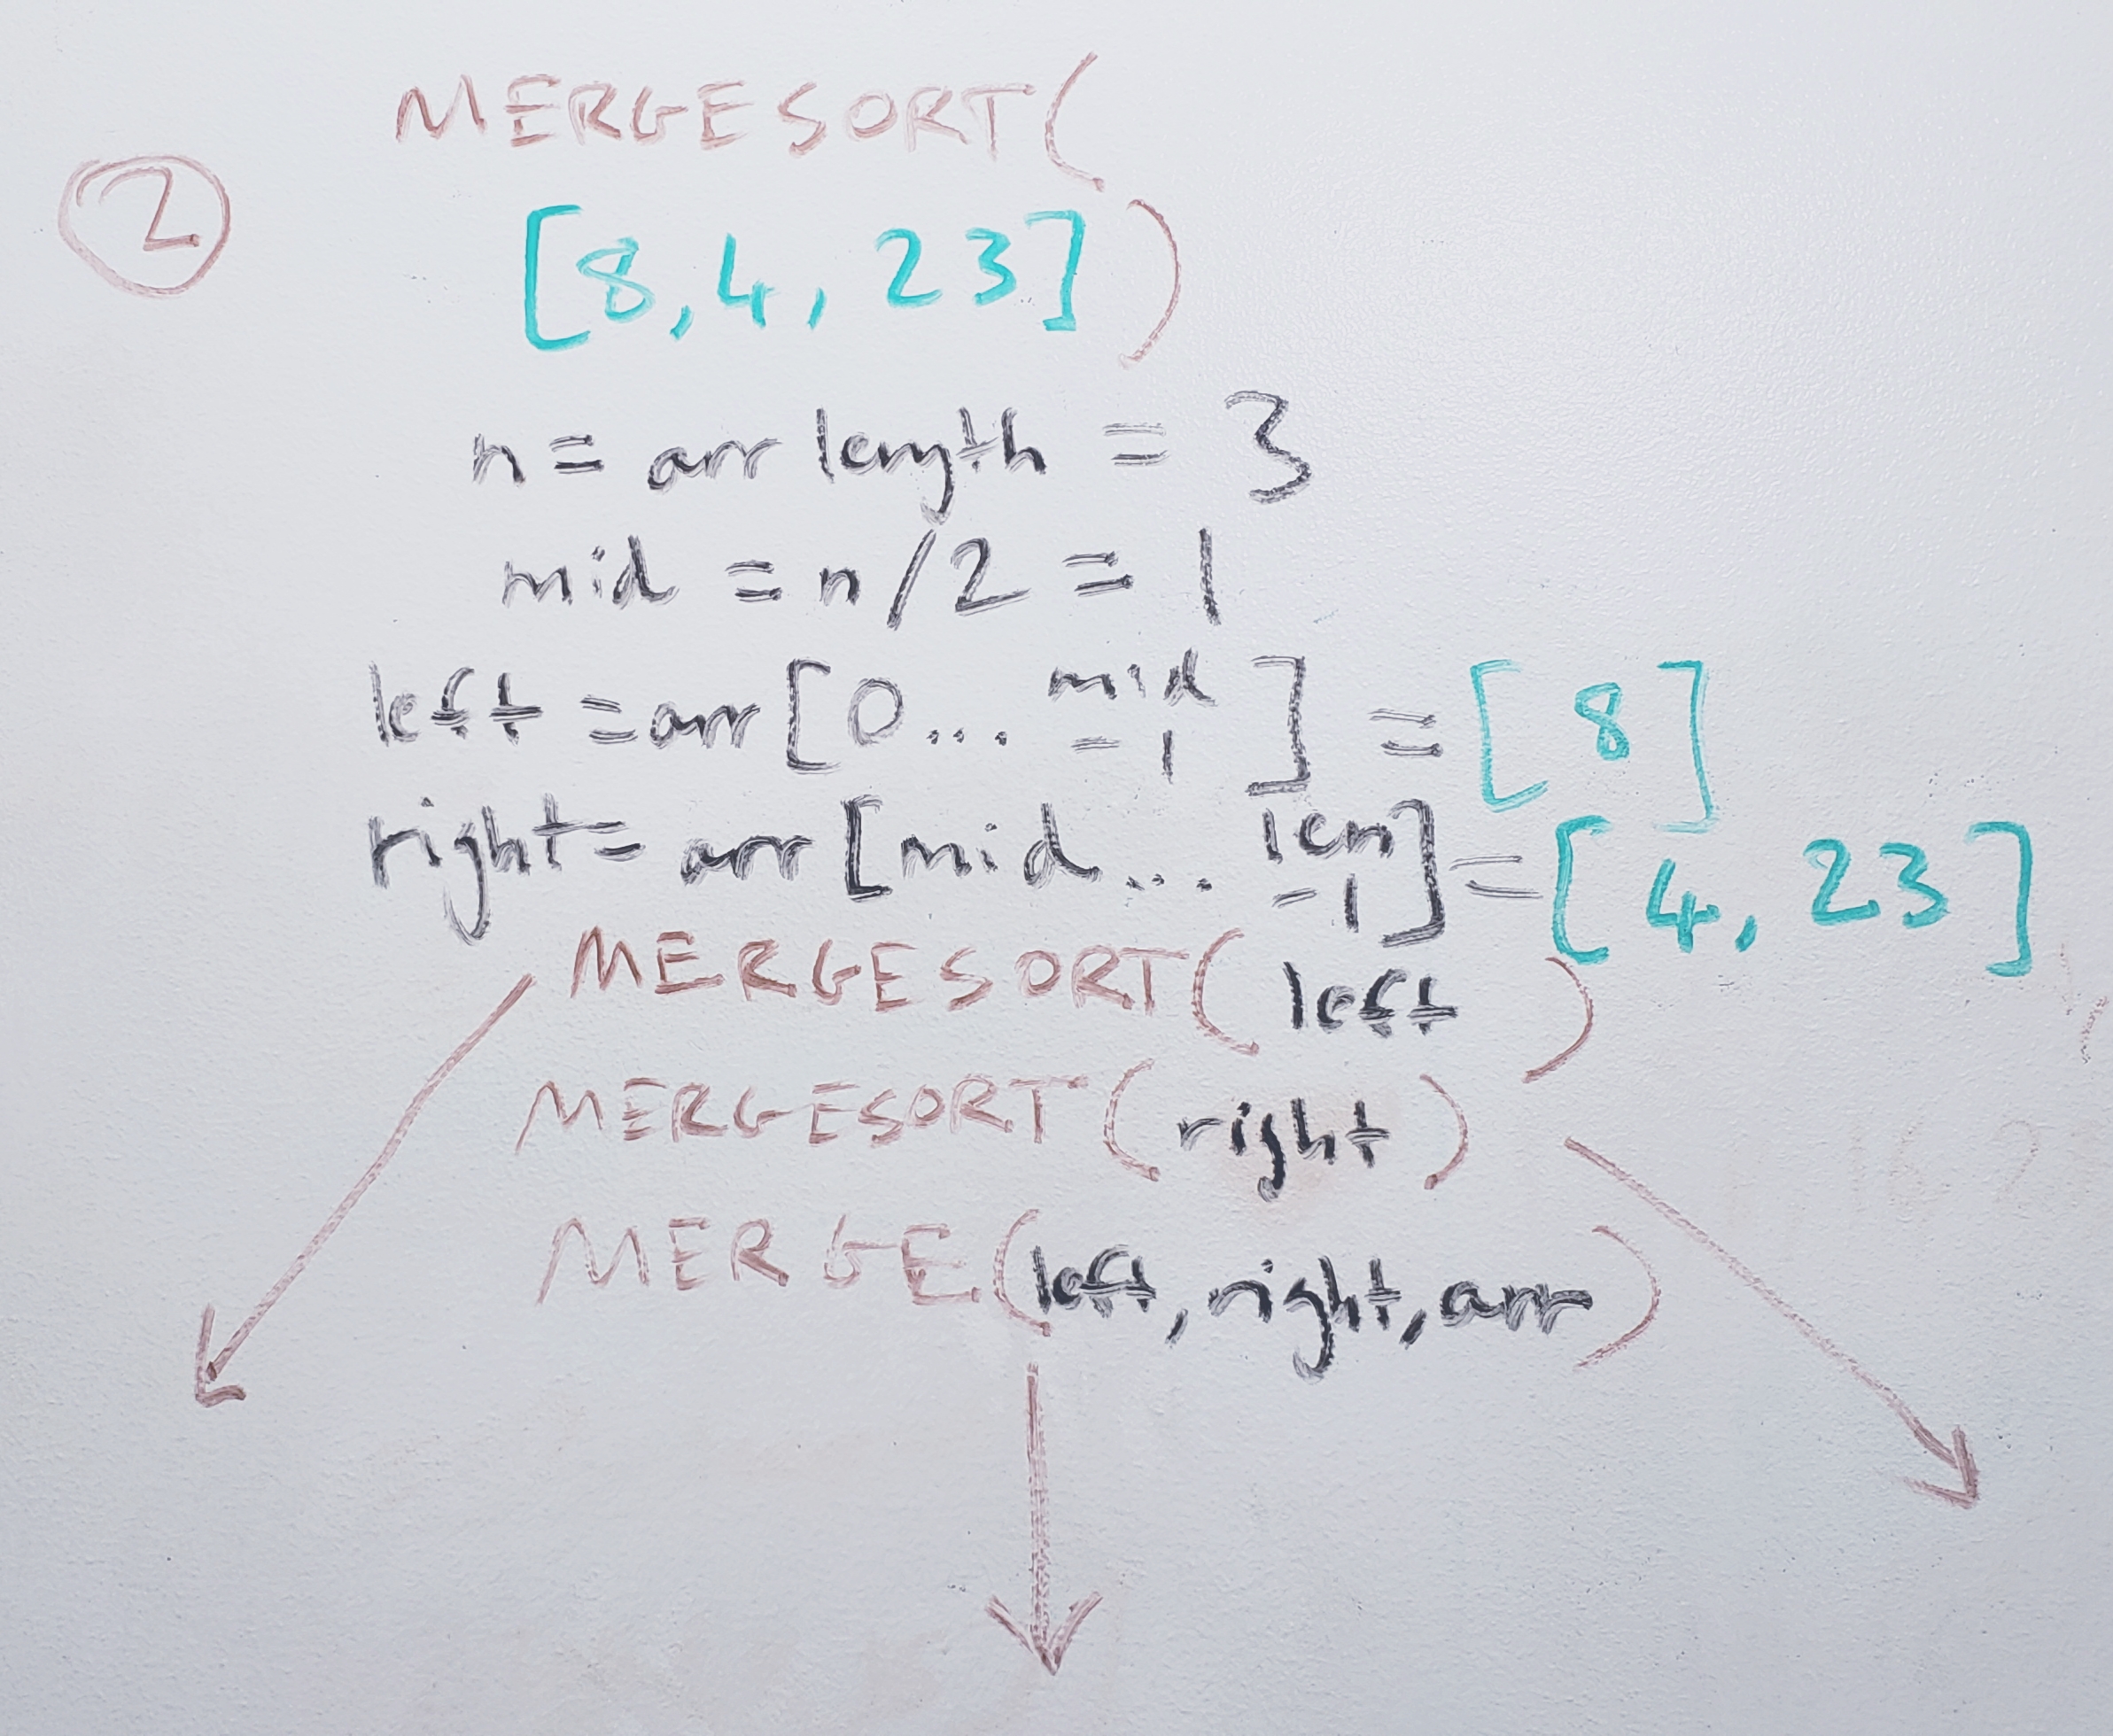 MERGESORT(
②
[8,4,23])
n = arr length = 3
mid = n/2 = 1
left = arr[0... mid -1] = [8]
right = arr[mid... len -1] = [4,23]
MERGESORT(left)
MERGESORT(right)
MERGE(left, right, arr)